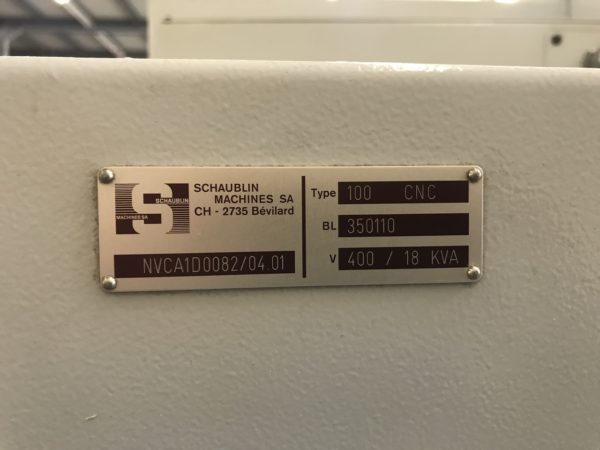 S
SCHAUBLIN
MACHINES SA
SCHAUBLIN
MACHINES SA
CH - 2735 Bévilard
NVCA1D0082/04.01
Type 100 CNC
BL 350110
V 400 / 18 KVA